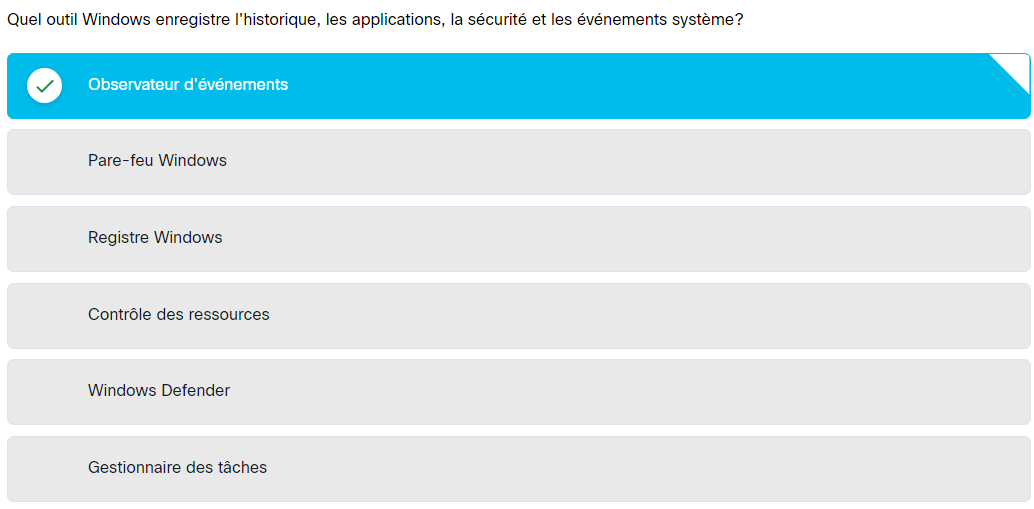 Quel outil Windows enregistre l'historique, les applications, la sécurité et les événements système?
Observateur d'événements
Pare-feu Windows
Registre Windows
Contrôle des ressources
Windows Defender
Gestionnaire des tâches